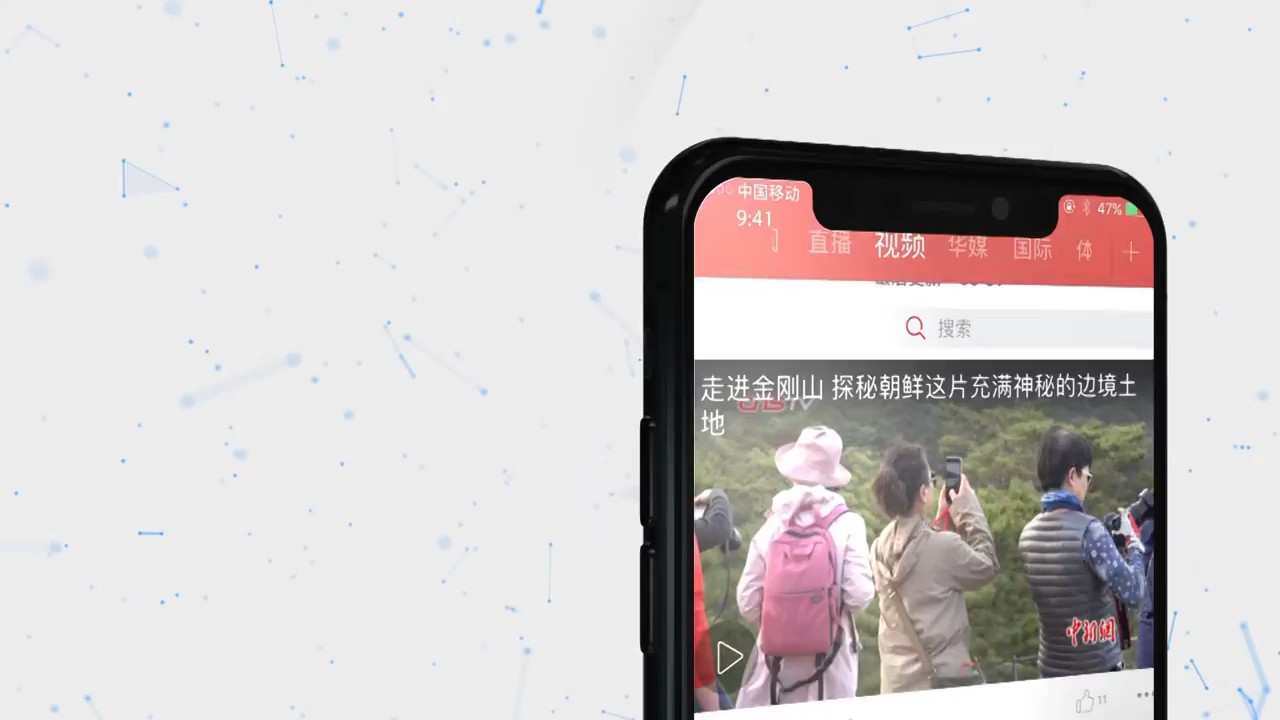 中国移动
9:41
47%
直播 视频 华媒 国际 体
搜索
走进金刚山 探秘朝鲜这片充满神秘的边境土
地
中新网
11